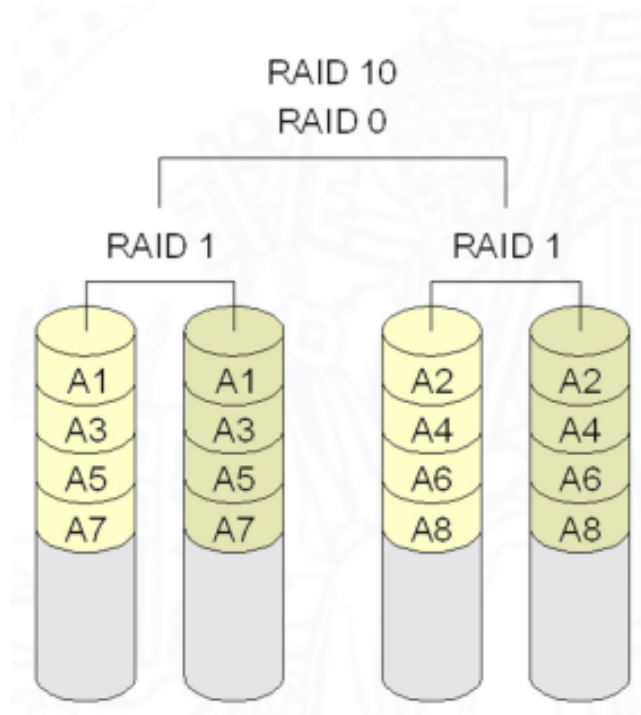 RAID 10
RAID 0
RAID 1 RAID 1
A1 A1 A2 A2
A3 A3 A4 A4
A5 A5 A6 A6
A7 A7 A8 A8